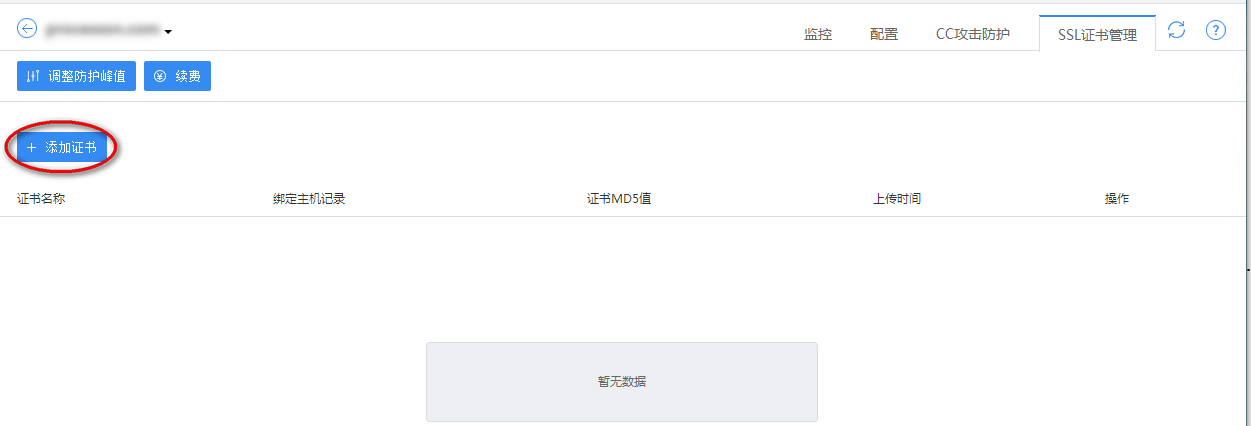 监控 配置 CC攻击防护 SSL证书管理 ?
调整防护峰值 ¥ 续费
+ 添加证书
证书名称 绑定主机记录 证书MD5值 上传时间 操作
暂无数据